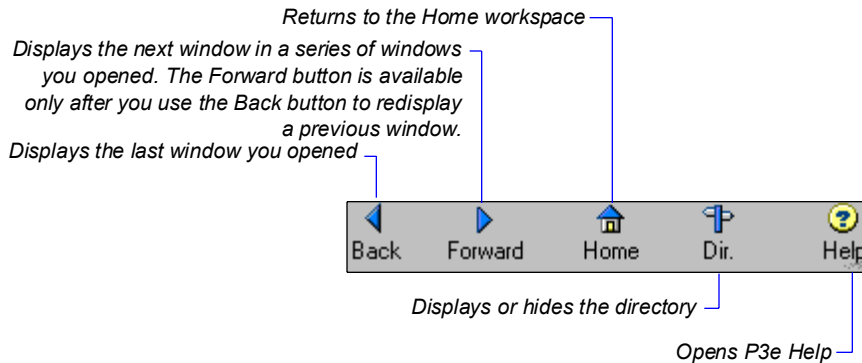 Returns to the Home workspace
Displays the next window in a series of windows
you opened. The Forward button is available
only after you use the Back button to redisplay
a previous window.
Displays the last window you opened
Back Forward Home Dir. Help
Displays or hides the directory
Opens P3e Help